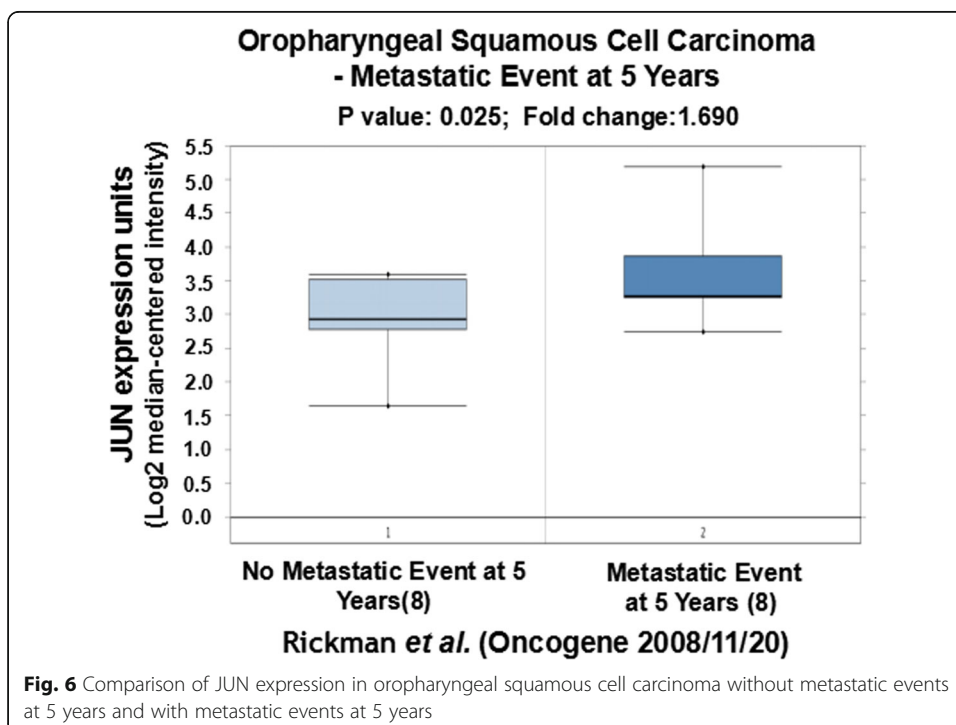 Oropharyngeal Squamous Cell Carcinoma
- Metastatic Event at 5 Years
P value: 0.025; Fold change:1.690
JUN expression units
(Log2 median-centered intensity)
5.5
5.0
4.5
4.0
3.5
3.0
2.5
2.0
1.5
1.0
0.5
0.0
1
2
No Metastatic Event at 5
Years(8)
Metastatic Event
at 5 Years (8)
Rickman et al. (Oncogene 2008/11/20)
Fig. 6 Comparison of JUN expression in oropharyngeal squamous cell carcinoma without metastatic events
at 5 years and with metastatic events at 5 years